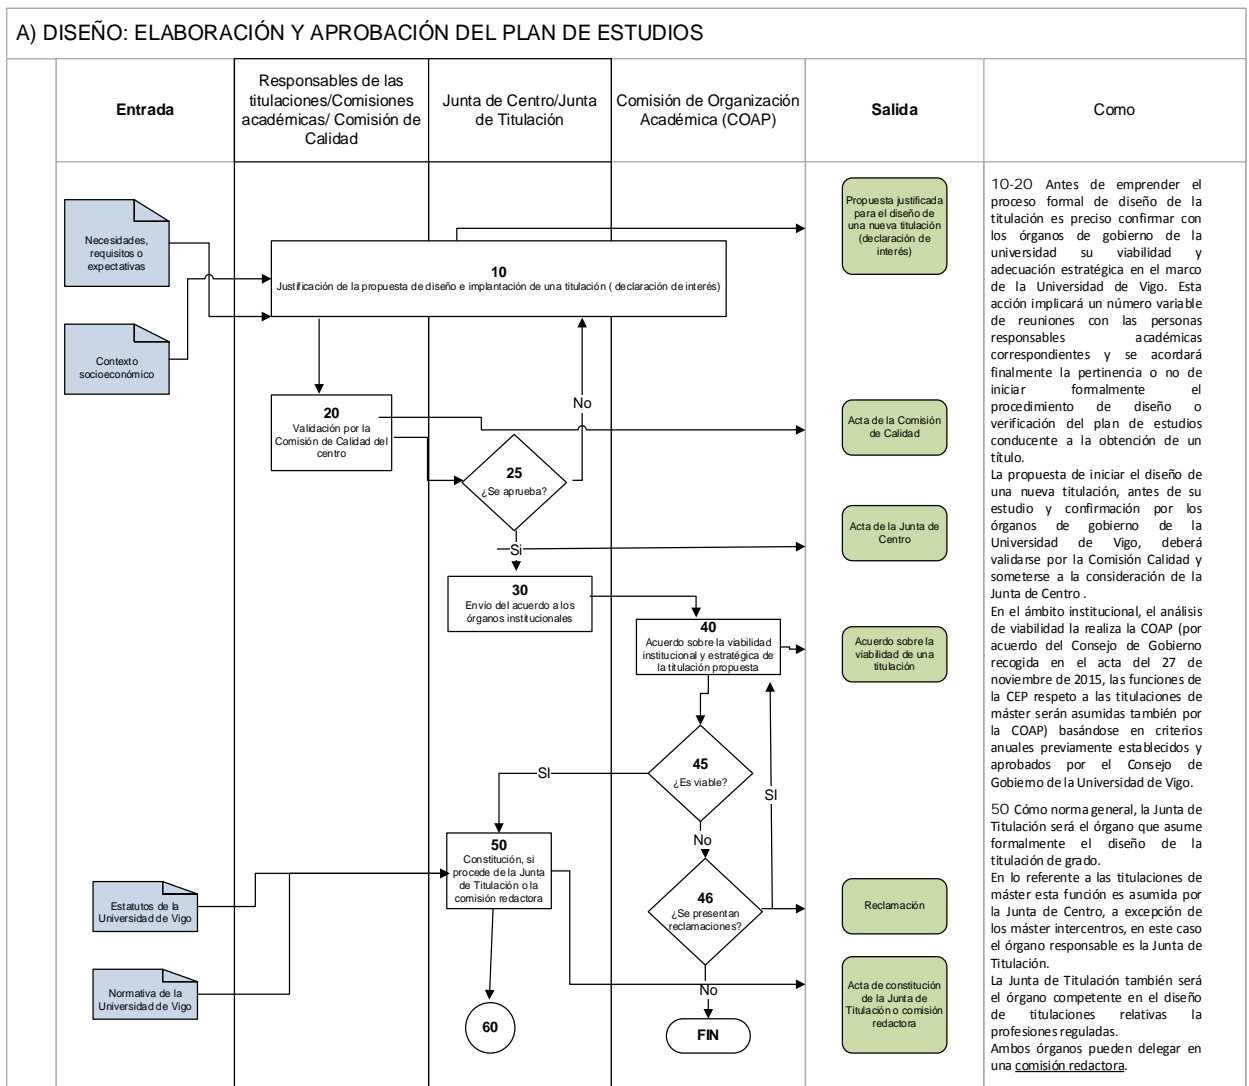 A) DISEÑO: ELABORACIÓN Y APROBACIÓN DEL PLAN DE ESTUDIOS
Entrada
Responsables de las
titulaciones/Comisiones
académicas/ Comisión de
Calidad
Junta de Centro/Junta
de Titulación
Comisión de Organización
Académica (COAP)
Salida
Como
Necesidades,
requisitos o
expectativas
Contexto
socioeconómico
10
Justificación de la propuesta de diseño e implantación de una titulación ( declaración de interés)
Propuesta justificada
para el diseño de
una nueva titulación
(declaración de
interés)
20
Validación por la
Comisión de Calidad del
centro
No
Acta de la Comisión
de Calidad
25
¿Se aprueba?
Si
Acta de la Junta de
Centro
30
Envío del acuerdo a los
órganos institucionales
40
Acuerdo sobre la viabilidad
institucional y estratégica de
la titulación propuesta
Acuerdo sobre la
viabilidad de una
titulación
45
¿Es viable?
SI
SI
No
50
Constitución, si
procede de la Junta
de Titulación o la
comisión redactora
46
¿Se presentan
reclamaciones?
Reclamación
Estatutos de la
Universidad de Vigo
Normativa de la
Universidad de Vigo
No
Acta de constitución
de la Junta de
Titulación o comisión
redactora
60
FIN
10-20 Antes de emprender el
proceso formal de diseño de la
titulación es preciso confirmar con
los órganos de gobierno de la
universidad su viabilidad y
adecuación estratégica en el marco
de la Universidad de Vigo. Esta
acción implicará un número variable
de reuniones con las personas
responsables académicas
correspondientes y se acordará
finalmente la pertinencia o no de
iniciar formalmente el
procedimiento de diseño o
verificación del plan de estudios
conducente a la obtención de un
título.
La propuesta de iniciar el diseño de
una nueva titulación, antes de su
estudio y confirmación por los
órganos de gobierno de la
Universidad de Vigo, deberá
validarse por la Comisión Calidad y
someterse a la consideración de la
Junta de Centro .
En el ámbito institucional, el análisis
de viabilidad la realiza la COAP (por
acuerdo del Consejo de Gobierno
recogida en el acta del 27 de
noviembre de 2015, las funciones de
la CEP respeto a las titulaciones de
máster serán asumidas también por
la COAP) basándose en criterios
anuales previamente establecidos y
aprobados por el Consejo de
Gobierno de la Universidad de Vigo.
50 Cómo norma general, la Junta de
Titulación será el órgano que asume
formalmente el diseño de la
titulación de grado.
En lo referente a las titulaciones de
máster esta función es asumida por
la Junta de Centro, a excepción de
los máster intercentros, en este caso
el órgano responsable es la Junta de
Titulación.
La Junta de Titulación también será
el órgano competente en el diseño
de titulaciones relativas la
profesiones reguladas.
Ambos órganos pueden delegar en
una comisión redactora.